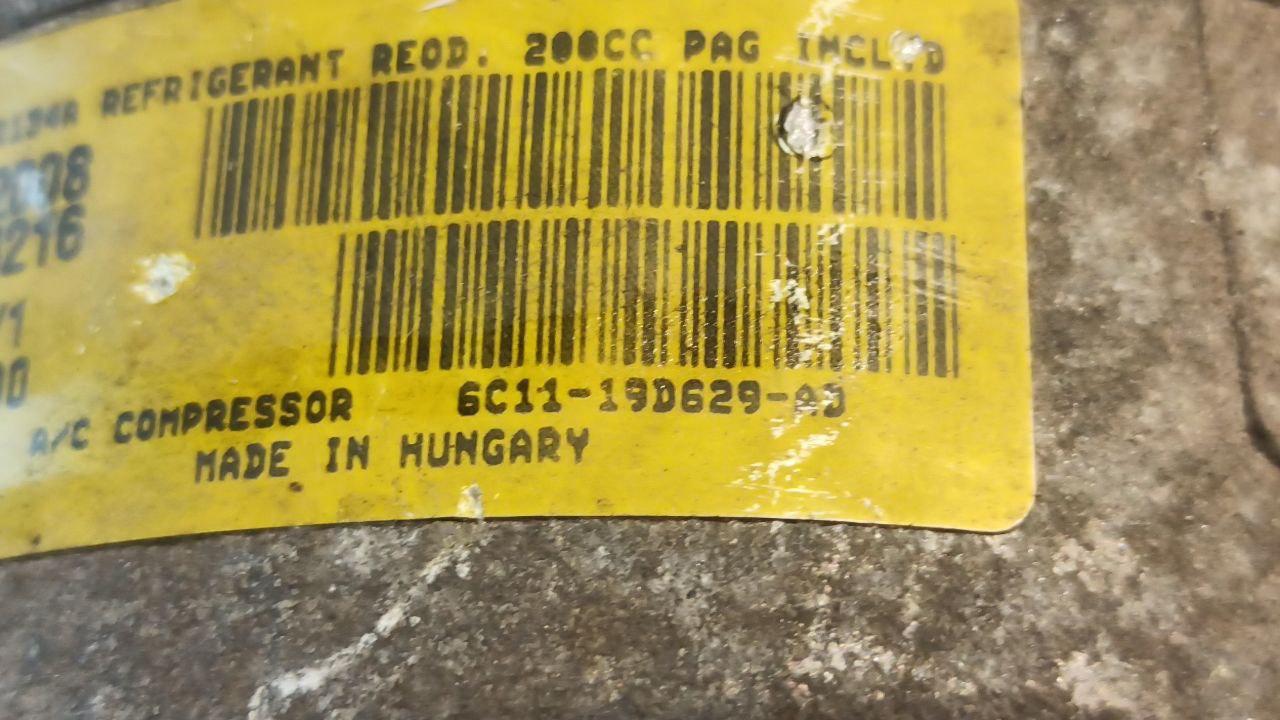 REFRIGERANT REQD. 200CC PAG INCL'D
216
A/C COMPRESSOR 6C11-19D629-AD
MADE IN HUNGARY